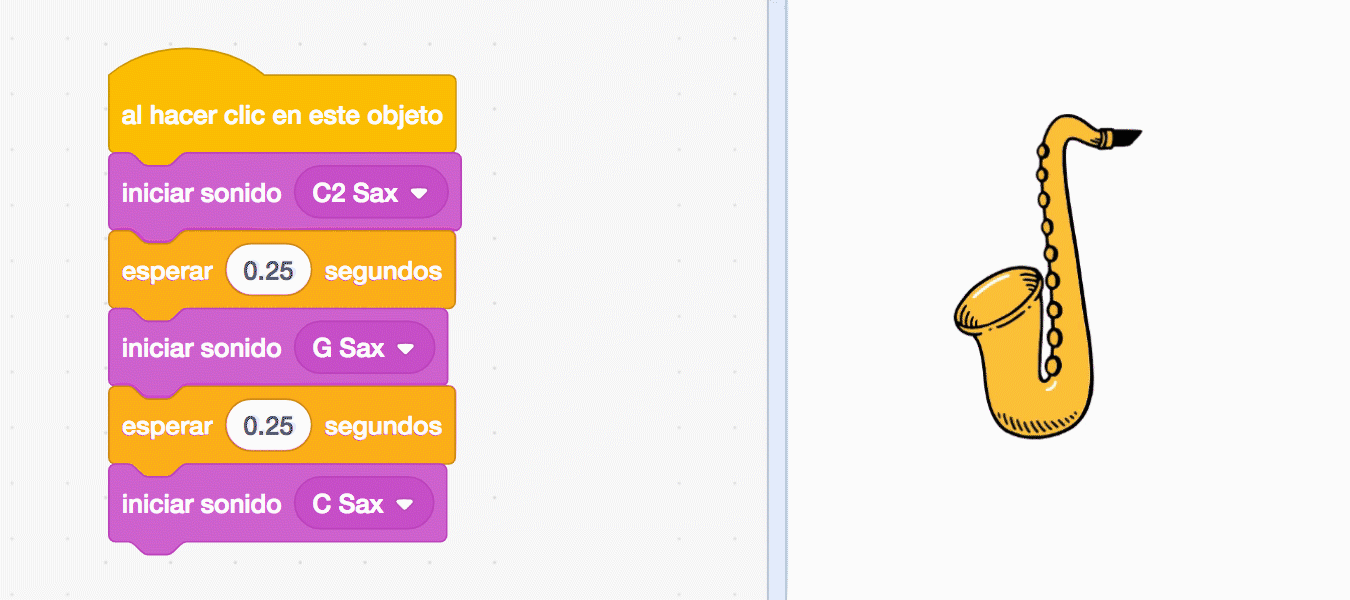 al hacer clic en este objeto
iniciar sonido C2 Sax
esperar 0.25 segundos
iniciar sonido G Sax
esperar 0.25 segundos
iniciar sonido C Sax